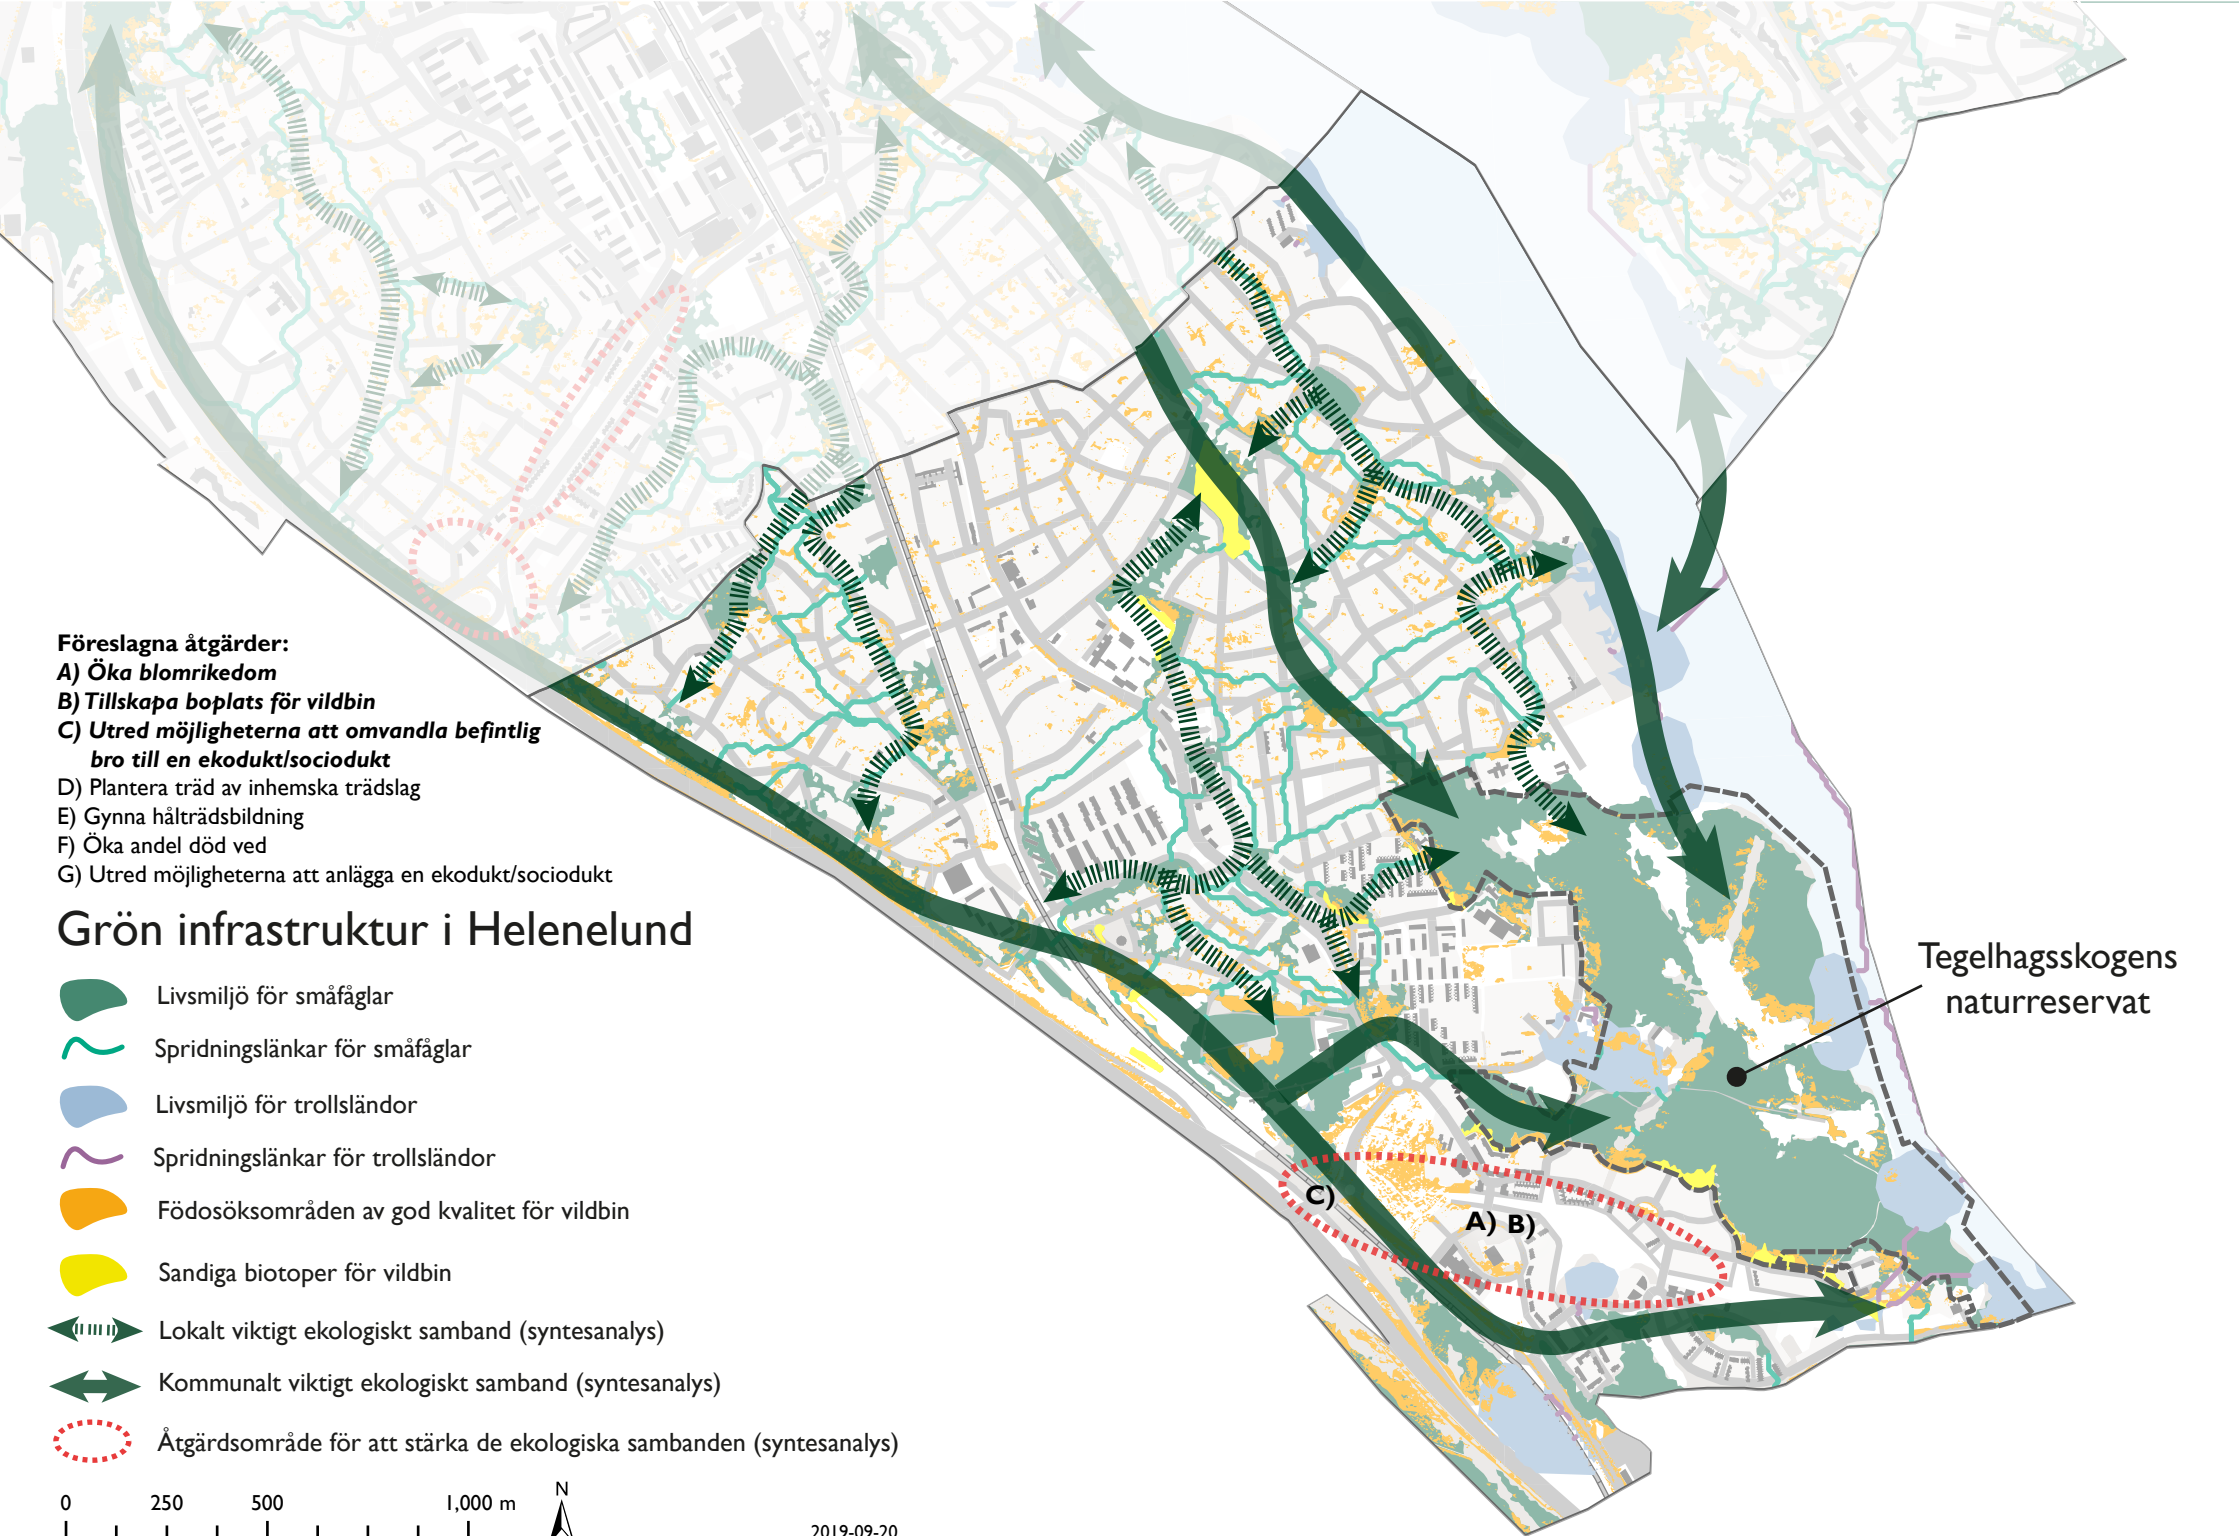 Föreslagna åtgärder:
A) Öka blomrikedom
B) Tillskapa boplats för vildbin
C) Utred möjligheterna att omvandla befintlig
bro till en ekodukt/sociodukt
D) Plantera träd av inhemska trädslag
E) Gynna hålträdsbildning
F) Öka andel död ved
G) Utred möjligheterna att anlägga en ekodukt/sociodukt
Grön infrastruktur i Helenelund
Livsmiljö för småfåglar
Spridningslänkar för småfåglar
Livsmiljö för trollsländor
Spridningslänkar för trollsländor
Födosöksområden av god kvalitet för vildbin
Sandiga biotoper för vildbin
Lokalt viktigt ekologiskt samband (syntesanalys)
Kommunalt viktigt ekologiskt samband (syntesanalys)
Åtgärdsområde för att stärka de ekologiska sambanden (syntesanalys)
0 250 500 1,000 m
N
2019-09-20
Tegelhagsskogens
naturreservat
C)
A) B)